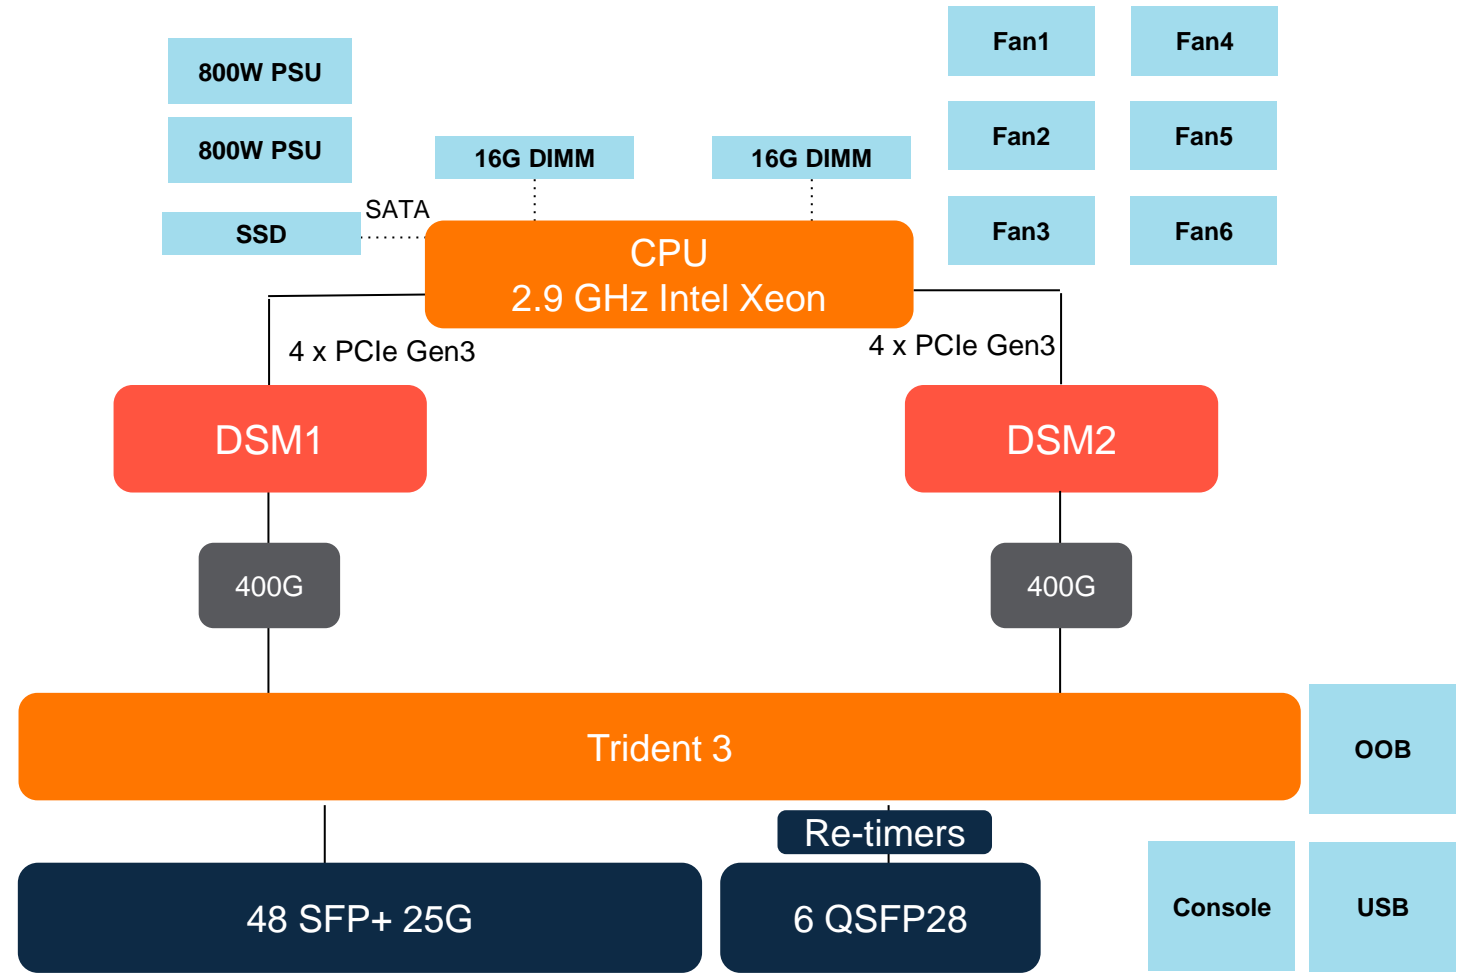 Fan1
Fan4
800W PSU
800W PSU
16G DIMM
16G DIMM
Fan2
Fan5
SATA
SSD
Fan3
Fan6
CPU
2.9 GHz Intel Xeon
4 x PCIe Gen3
4 x PCIe Gen3
DSM1
DSM2
400G
400G
Trident 3
OOB
Re-timers
48 SFP+ 25G
6 QSFP28
Console
USB